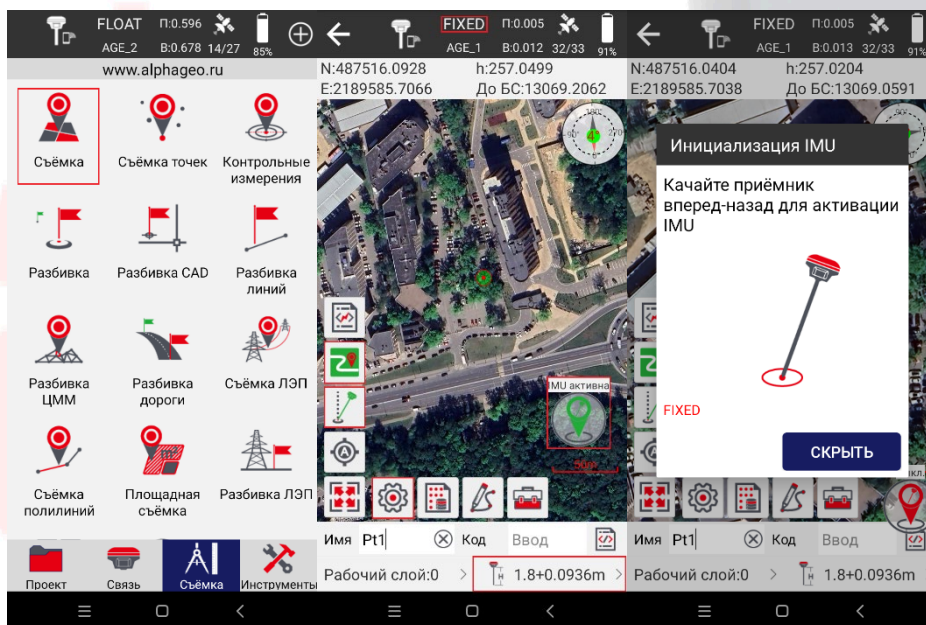 FLOAT П:0.596
AGE_2 В:0.678 14/27 85%
www.alphageo.ru
Съёмка
Съёмка точек
Контрольные
измерения
Разбивка
Разбивка CAD
Разбивка
линий
Разбивка
ЦММ
Разбивка
дороги
Съёмка ЛЭП
Съёмка
полилиний
Площадная
съёмка
Разбивка ЛЭП
Проект
Связь
Съёмка
Инструменты
FIXED П:0.005
AGE_1 В:0.012 32/33 91%
N:487516.0928 h:257.0499
E:2189585.7066 До БС:13069.2062
180°
90°
270
4
IMU активна
50m
Имя Pt1 Код Ввод
Рабочий слой:0 > H 1.8+0.0936m >
FIXED П:0.005
AGE_1 В:0.013 32/33 91%
N:487516.0404 h:257.0204
E:2189585.7038 До БС:13069.0591
Инициализация IMU
Качайте приёмник
вперед-назад для активации
IMU
FIXED
СКРЫТЬ
Имя Pt1 Код Ввод
Рабочий слой:0 > H 1.8+0.0936m